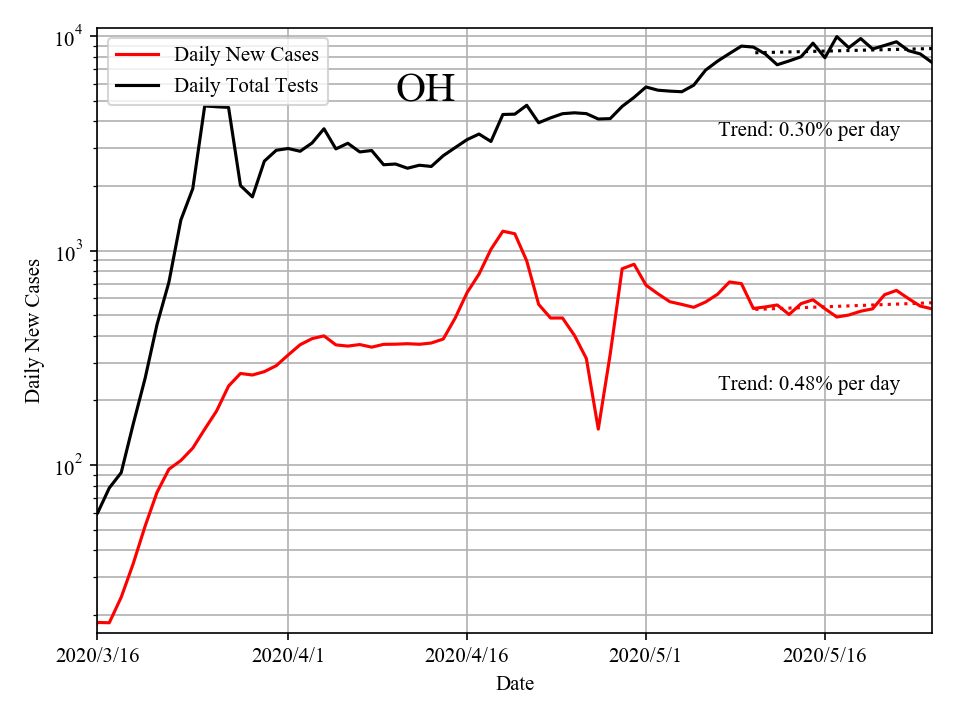 Daily New Cases
Daily Total Tests
OH
Trend: 0.30% per day
Trend: 0.48% per day
Daily New Cases
10^4
10^3
10^2
2020/3/16
2020/4/1
2020/4/16
2020/5/1
2020/5/16
Date